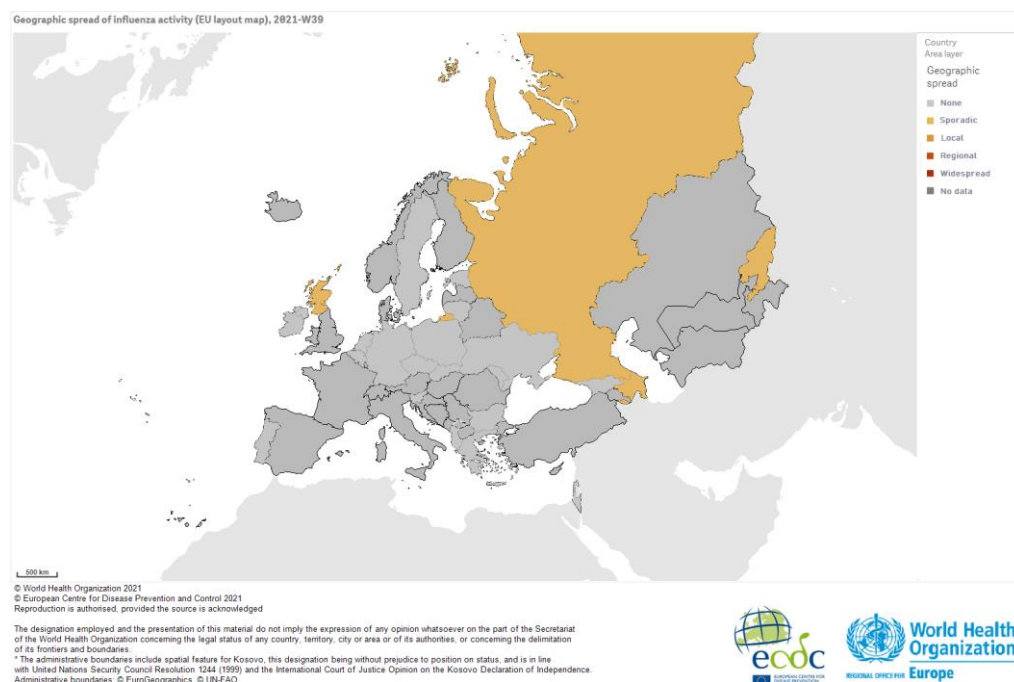 Geographic spread of influenza activity (EU layout map), 2021-W39
Country
Area layer
Geographic
spread
None
Sporadic
Local
Regional
Widespread
No data
500 km
© World Health Organization 2021
© European Centre for Disease Prevention and Control 2021
Reproduction is authorised, provided the source is acknowledged
The designation employed and the presentation of this material do not imply the expression of any opinion whatsoever on the part of the Secretariat
of the World Health Organization concerning the legal status of any country, territory, city or area or of its authorities, or concerning the delimitation
of its frontiers and boundaries.
* The administrative boundaries include spatial feature for Kosovo, this designation being without prejudice to position on status, and is in line
with United Nations Security Council Resolution 1244 (1999) and the International Court of Justice Opinion on the Kosovo Declaration of Independence.
Administrative boundaries: © EuroGeographics, © UN-FAO
ecdc
EUROPEAN CENTRE FOR
DISEASE PREVENTION
World Health
Organization
REGIONAL OFFICE FOR Europe